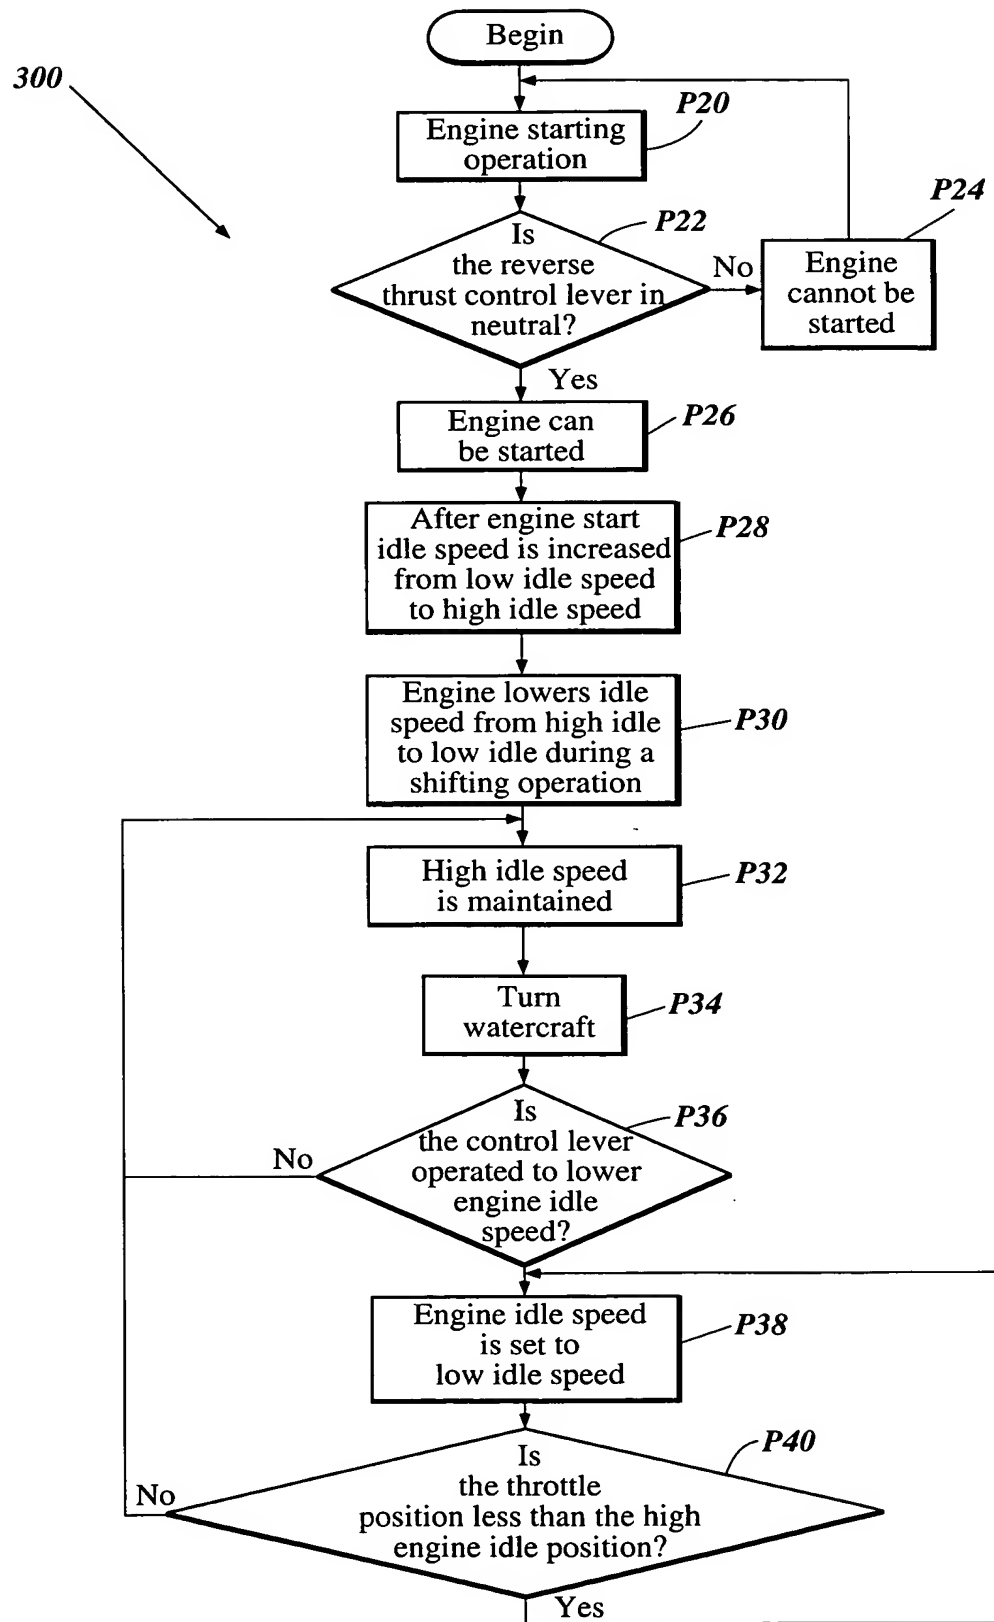 Begin
300
P20
Engine starting
operation
P24
P22
Is
the reverse
thrust control lever in
neutral?
No
Engine
cannot be
started
Yes
P26
Engine can
be started
P28
After engine start
idle speed is increased
from low idle speed
to high idle speed
P30
Engine lowers idle
speed from high idle
to low idle during a
shifting operation
P32
High idle speed
is maintained
P34
Turn
watercraft
P36
Is
the control lever
operated to lower
engine idle
speed?
No
P38
Engine idle speed
is set to
low idle speed
P40
Is
the throttle
position less than the high
engine idle position?
No
Yes